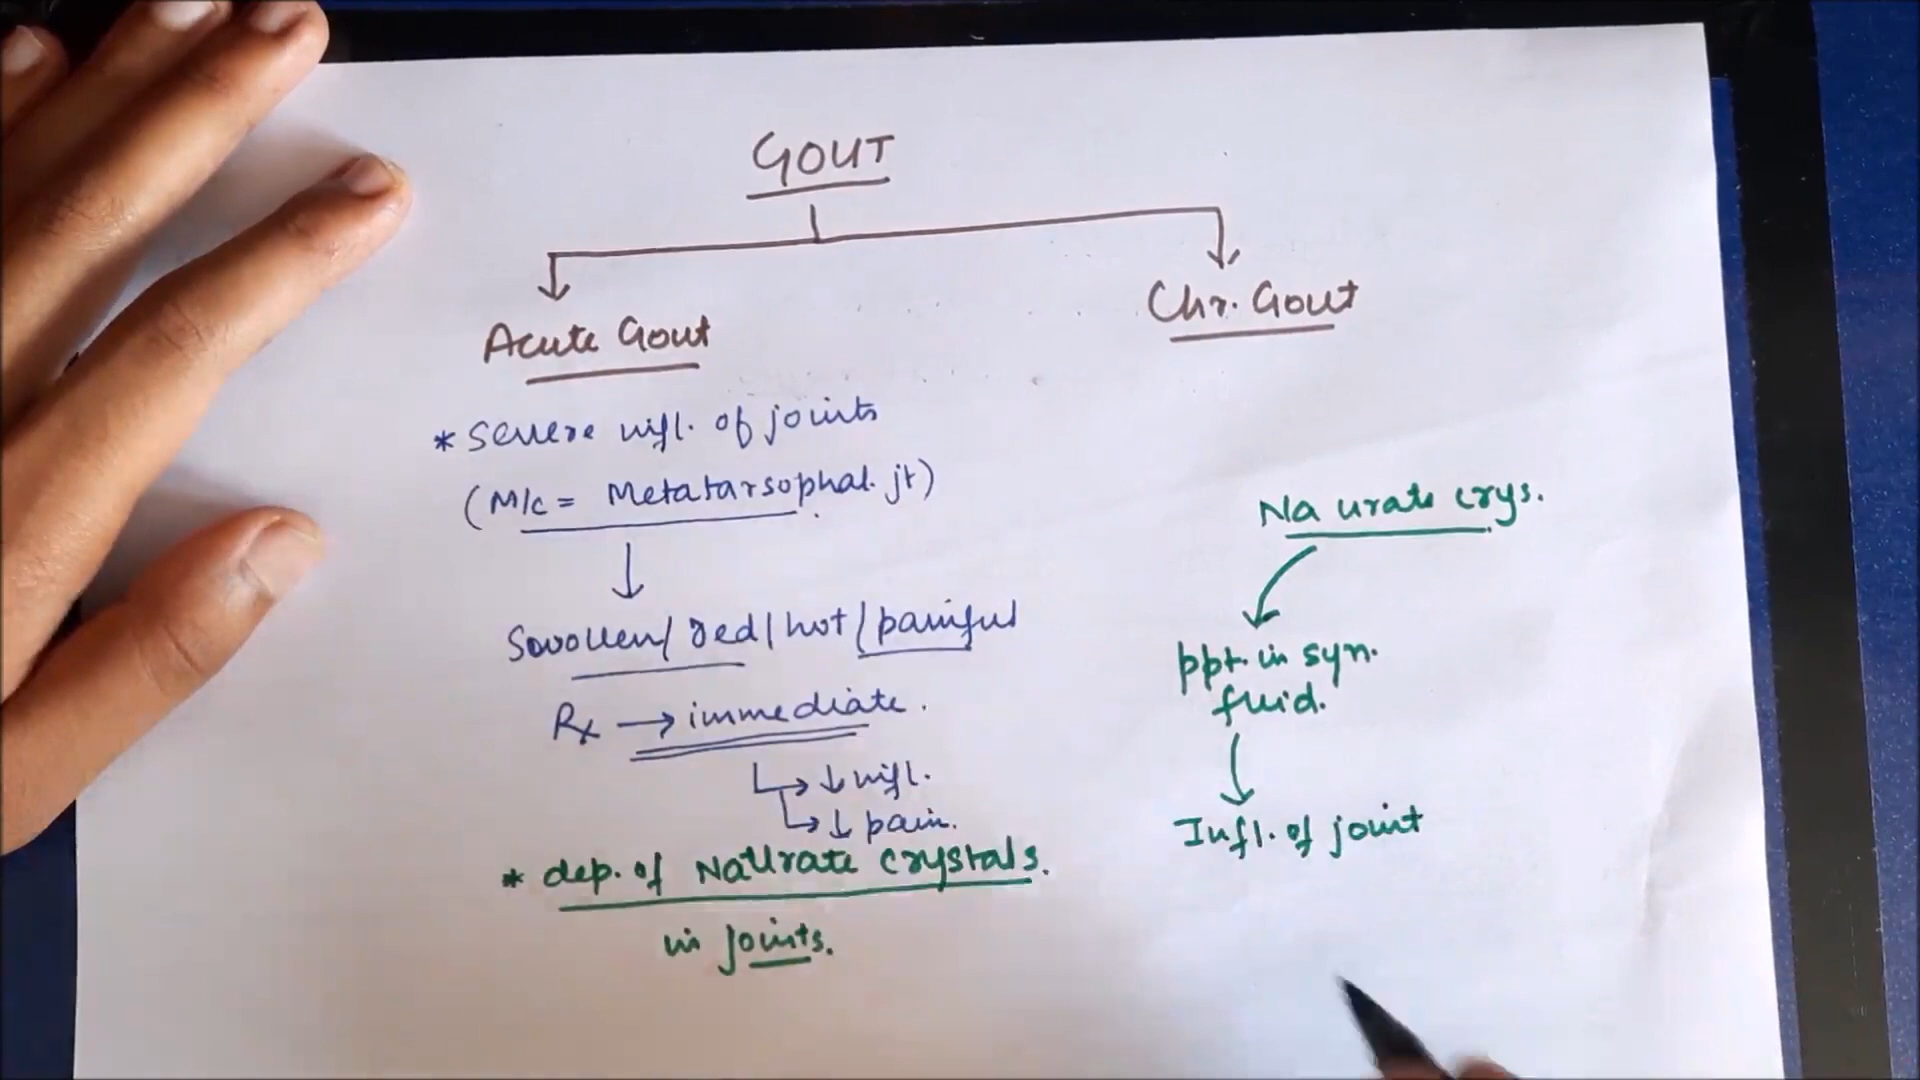 GOUT
Acute Gout
Chr. Gout
* Severe infl. of joints
(M/c = Metatarsophal. jt)
↓
Swollen/ red/ hot/ painful
Rx → immediate.
↳ ↓ infl.
↳ ↓ pain.
* dep. of Na Urate crystals.
in joints.
Na urate crys.
ppt. in syn.
fluid.
↓
Infl. of joint